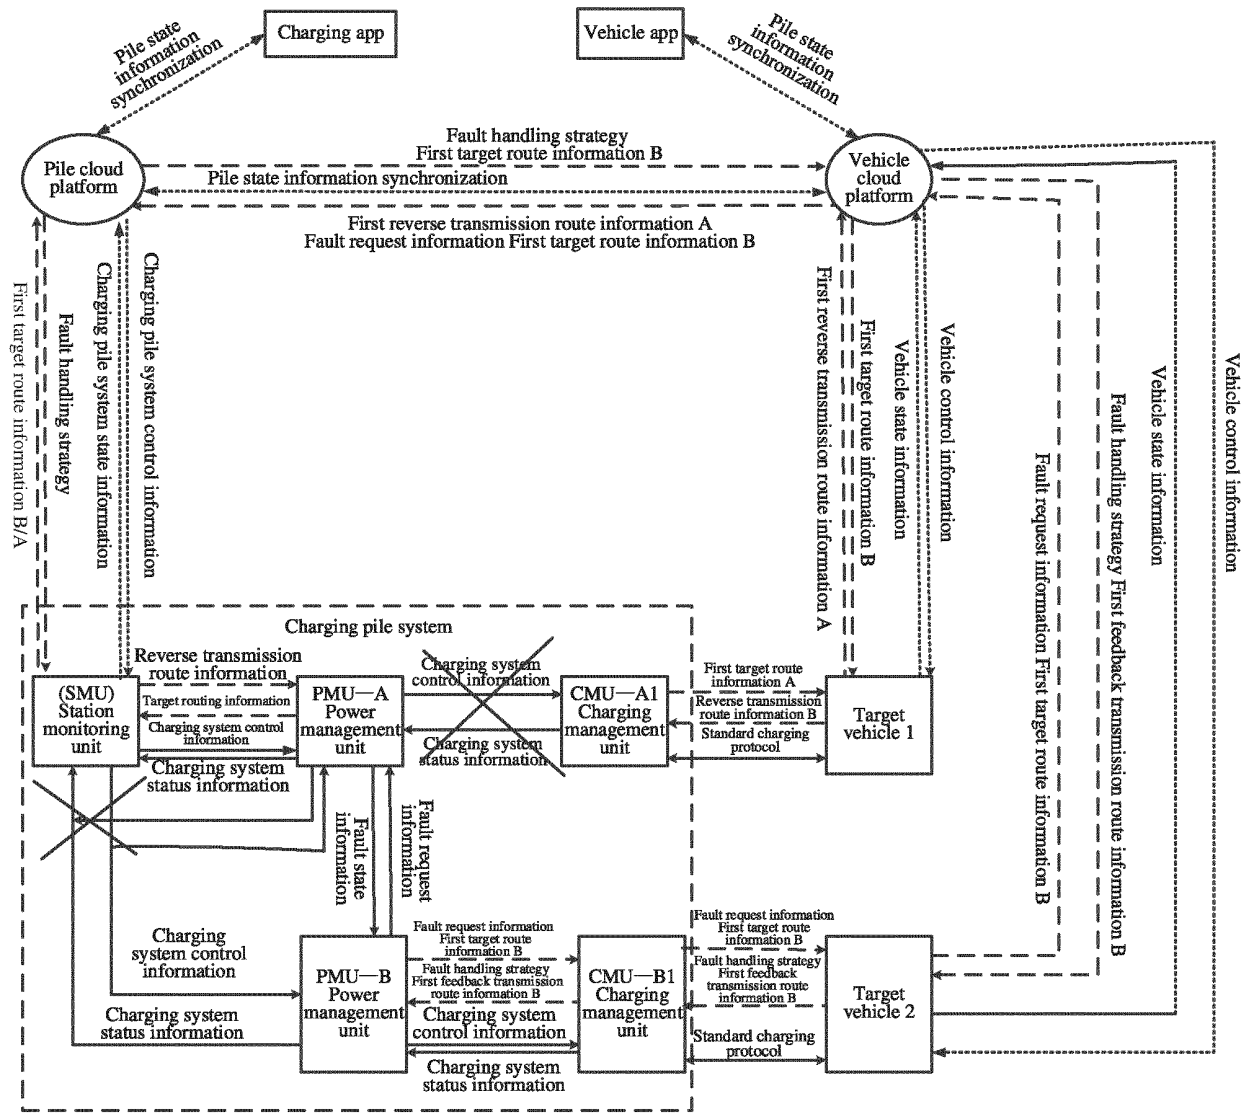 Charging app
Vehicle app
Pile state
information
synchronization
Pile state
information
synchronization
Fault handling strategy
First target route information B
Pile cloud
platform
Vehicle
cloud
platform
Pile state information synchronization
First reverse transmission route information A
Fault request information First target route information B
First target route information B/A
Fault handling strategy
Charging pile system state information
Charging pile system control information
First reverse transmission route information A
First target route information B
Vehicle state information
Vehicle control information
Fault request information First target route information B
Fault handling strategy First feedback transmission route information B
Vehicle state information
Vehicle control information
Charging pile system
(SMU)
Station
monitoring
unit
Reverse transmission
route information
Target routing information
Charging system control
information
Charging system
status information
PMU—A
Power
management
unit
Charging system
control information
Charging system
status information
CMU—A1
Charging
management
unit
First target route
information A
Reverse transmission
route information B
Standard charging
protocol
Target
vehicle 1
Fault state
information
Fault request
information
Charging
system control
information
Charging system
status information
PMU—B
Power
management
unit
Fault request information
First target route
information B
Fault handling strategy
First feedback transmission
route information B
Charging system
control information
Charging system
status information
CMU—B1
Charging
management
unit
Fault request information
First target route
information B
Fault handling strategy
First feedback
transmission route
information B
Standard charging
protocol
Target
vehicle 2